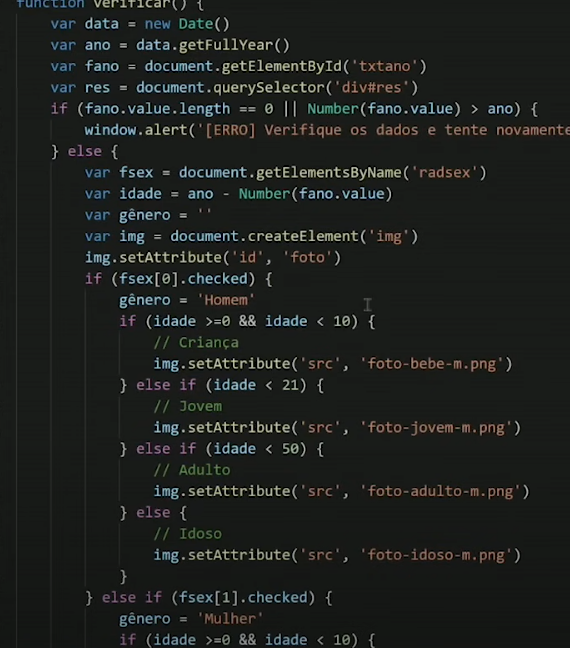 function verificar() {
var data = new Date()
var ano = data.getFullYear()
var fano = document.getElementById('txtano')
var res = document.querySelector('div#res')
if (fano.value.length == 0 || Number(fano.value) > ano) {
window.alert('[ERRO] Verifique os dados e tente novamente
} else {
var fsex = document.getElementsByName('radsex')
var idade = ano - Number(fano.value)
var gênero = ''
var img = document.createElement('img')
img.setAttribute('id', 'foto')
if (fsex[0].checked) {
gênero = 'Homem'
if (idade >=0 && idade < 10) {
// Criança
img.setAttribute('src', 'foto-bebe-m.png')
} else if (idade < 21) {
// Jovem
img.setAttribute('src', 'foto-jovem-m.png')
} else if (idade < 50) {
// Adulto
img.setAttribute('src', 'foto-adulto-m.png')
} else {
// Idoso
img.setAttribute('src', 'foto-idoso-m.png')
}
} else if (fsex[1].checked) {
gênero = 'Mulher'
if (idade >=0 && idade < 10) {